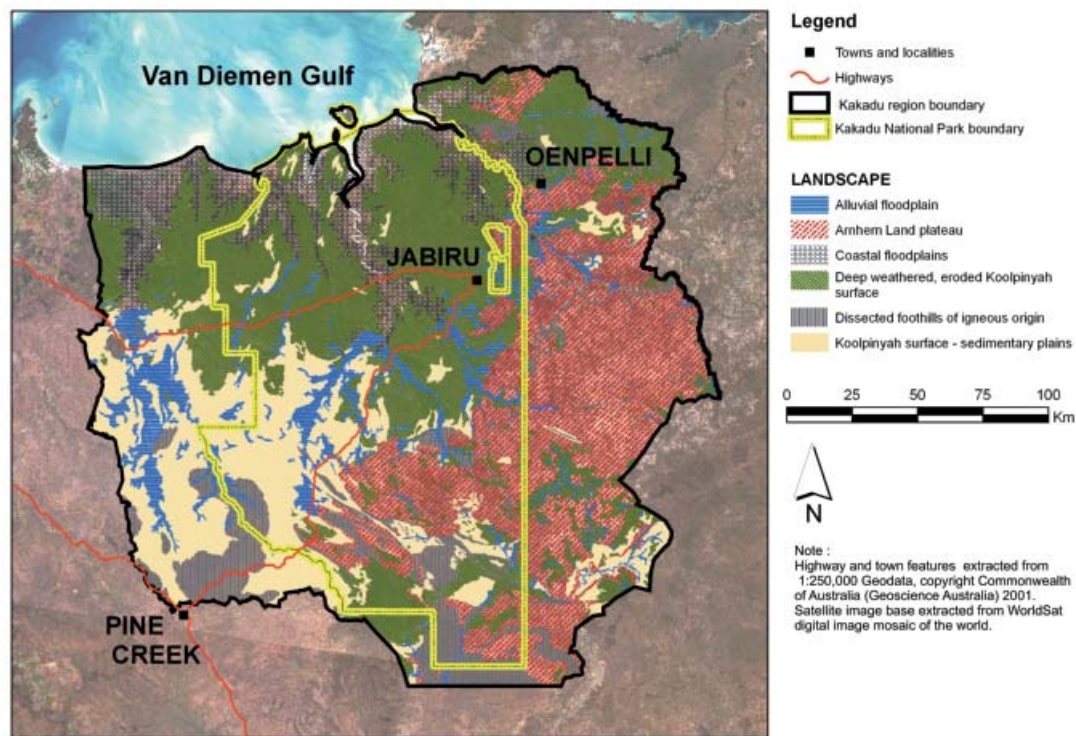 Van Diemen Gulf
OENPELLI
JABIRU
PINE
CREEK
Legend
Towns and localities
Highways
Kakadu region boundary
Kakadu National Park boundary
LANDSCAPE
Alluvial floodplain
Arnhem Land plateau
Coastal floodplains
Deep weathered, eroded Koolpinyah
surface
Dissected foothills of igneous origin
Koolpinyah surface - sedimentary plains
0 25 50 75 100
Km
N
Note :
Highway and town features extracted from
1:250,000 Geodata, copyright Commonwealth
of Australia (Geoscience Australia) 2001.
Satellite image base extracted from WorldSat
digital image mosaic of the world.